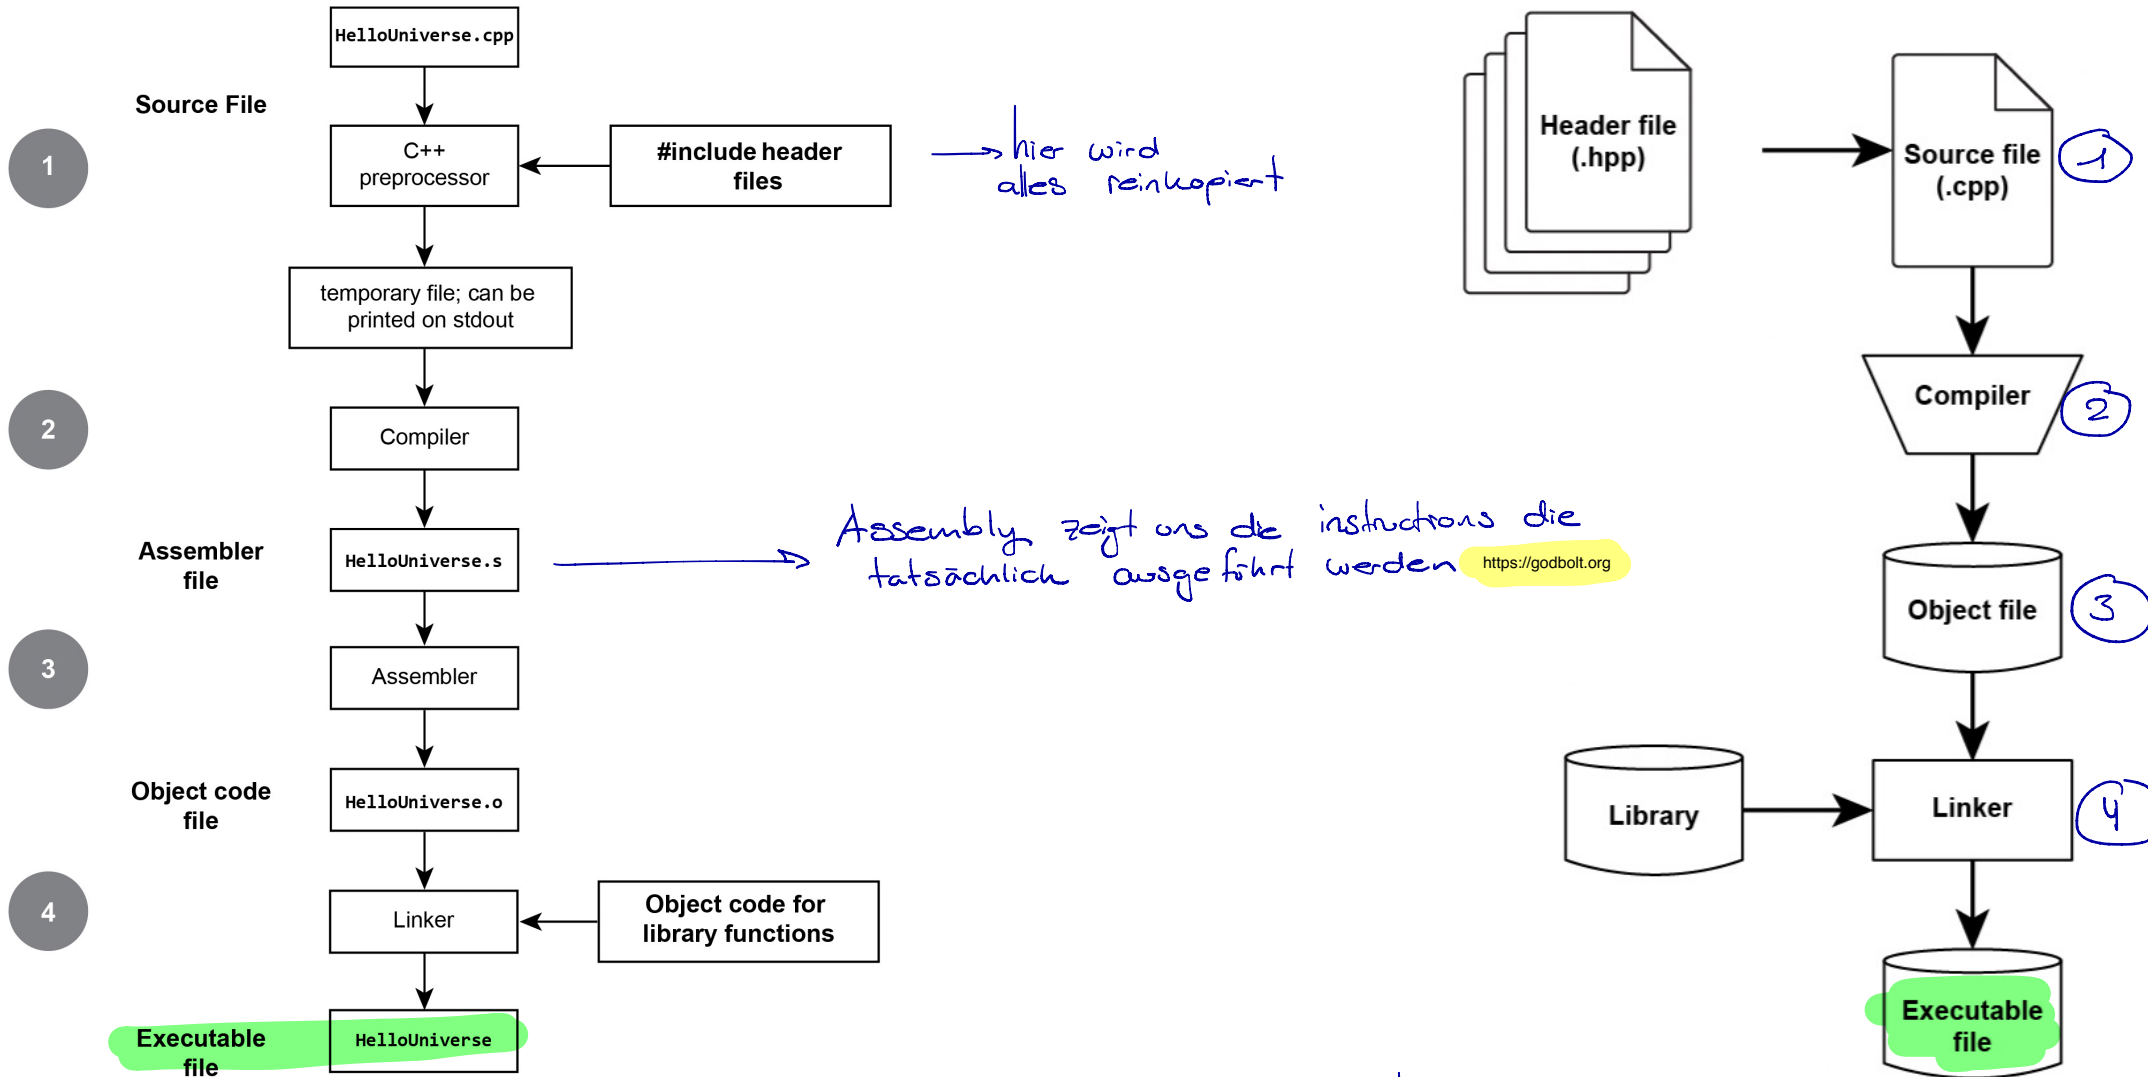 HelloUniverse.cpp
Source File
1
C++
preprocessor
#include header
files
hier wird
alles reinkopiert
temporary file; can be
printed on stdout
2
Compiler
Assembler
file
HelloUniverse.s
Assembly zeigt uns die instructions die
tatsächlich ausgeführt werden https://godbolt.org
3
Assembler
Object code
file
HelloUniverse.o
4
Linker
Object code for
library functions
Executable
file
HelloUniverse
Header file
(.hpp)
Source file
(.cpp)
1
Compiler
2
Object file
3
Library
Linker
4
Executable
file